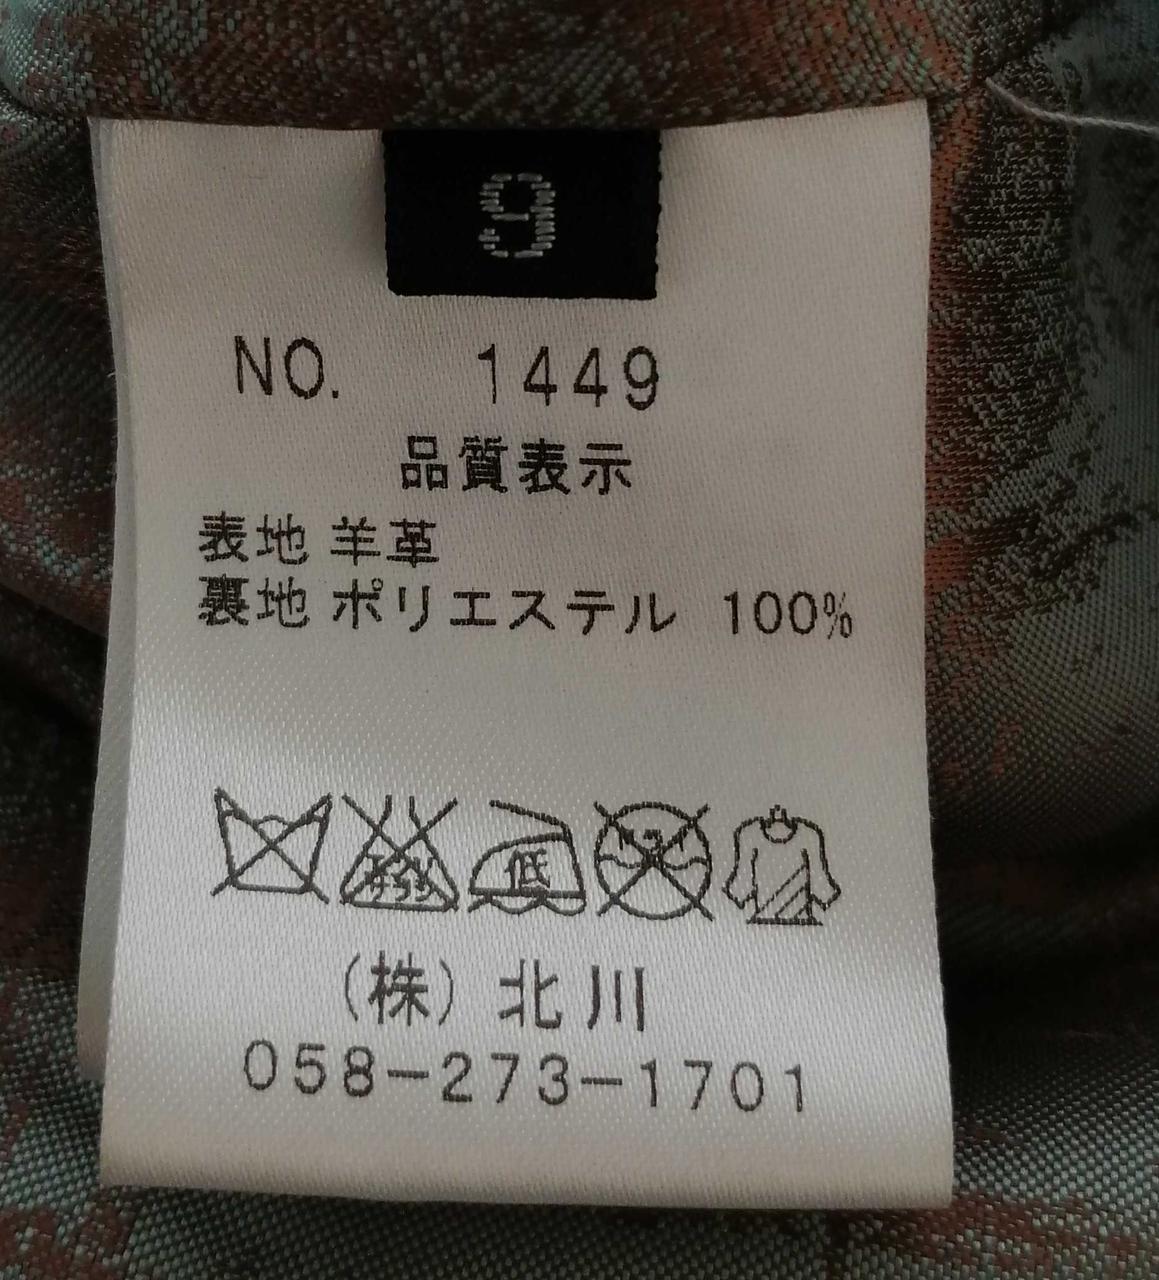 9
NO. 1449
品質表示
表地 羊革
裏地 ポリエステル 100%
低
(株) 北川
058-273-1701